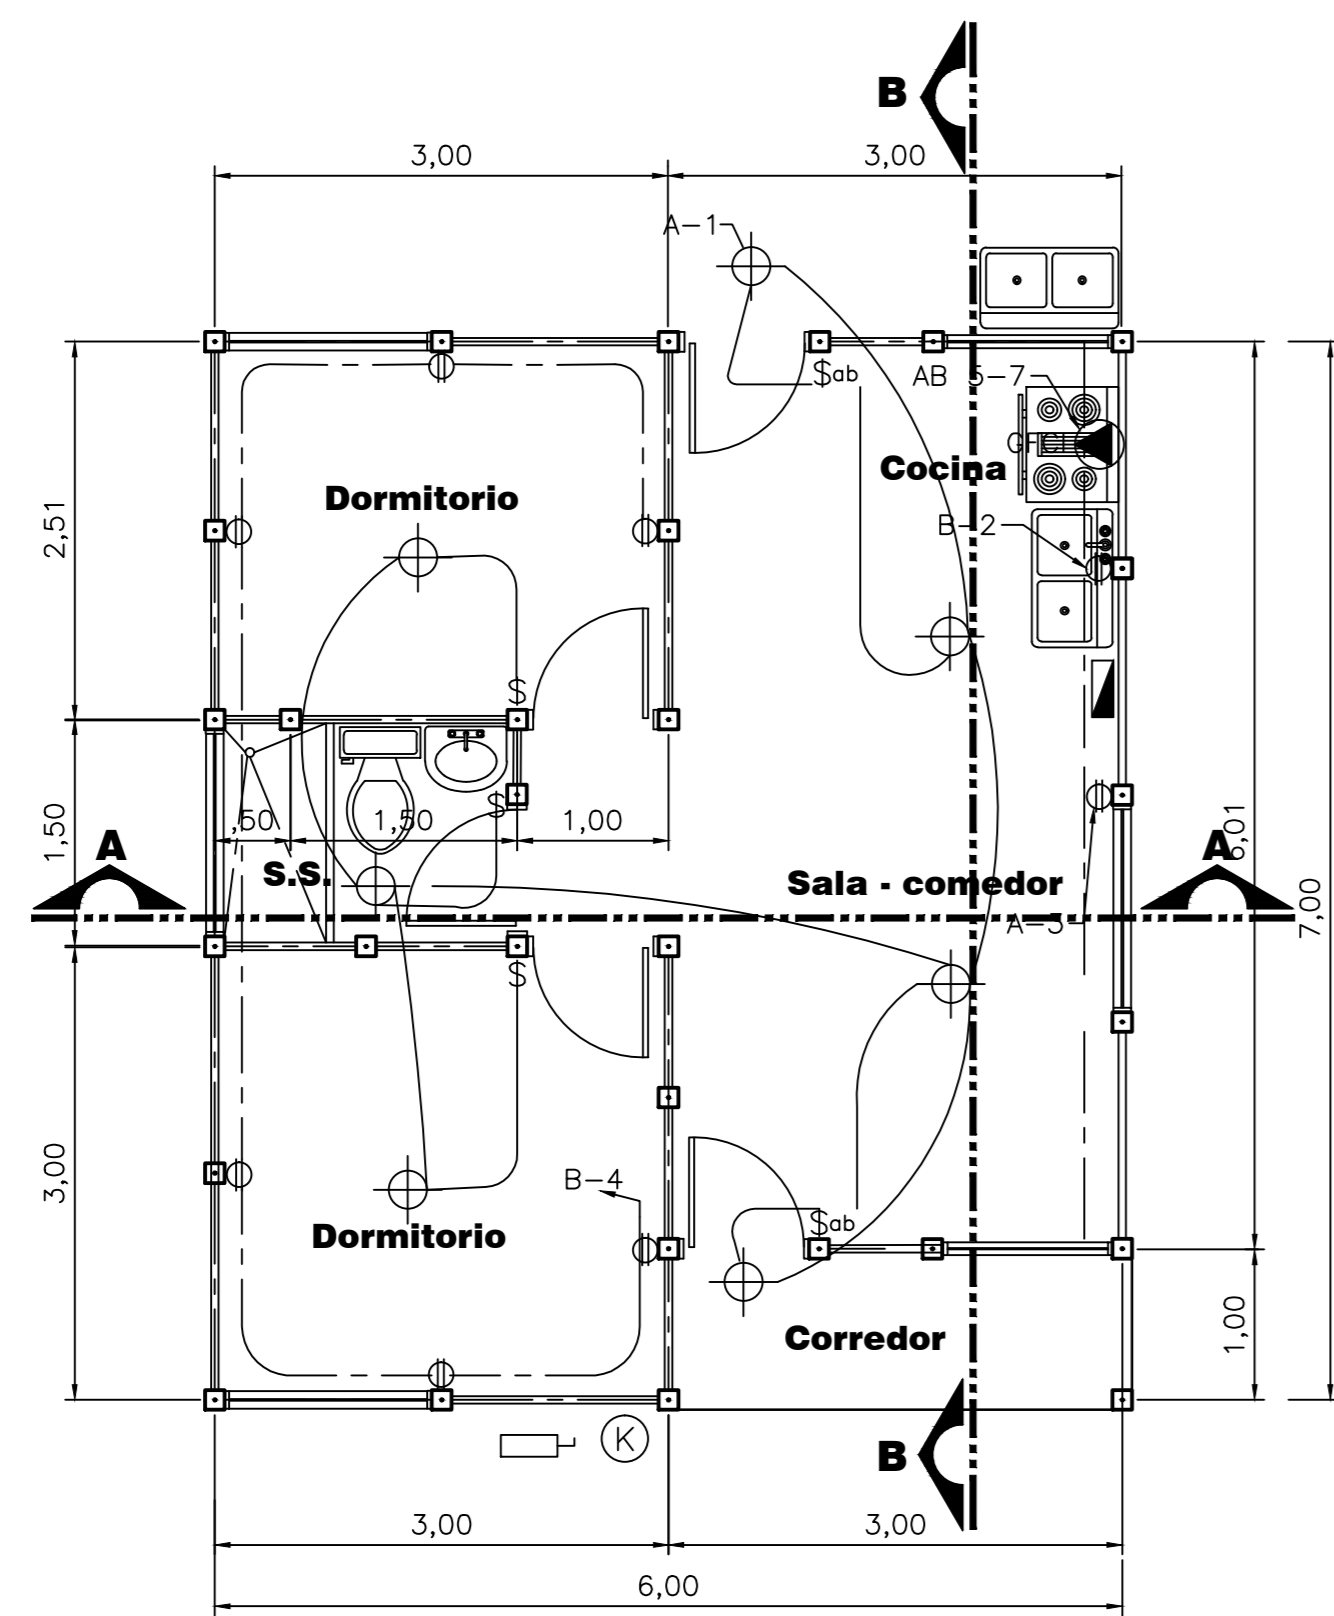 B
3,00
3,00
A-1
$ab
AB 5-7
GFCI
Cocina
Dormitorio
2,51
B-2
S
S
,50
1,50
1,00
1,50
6,01
A
A
S.S.
Sala - comedor
7,00
A-3
S
3,00
B-4
$ab
Dormitorio
Corredor
1,00
K
B
3,00
3,00
6,00